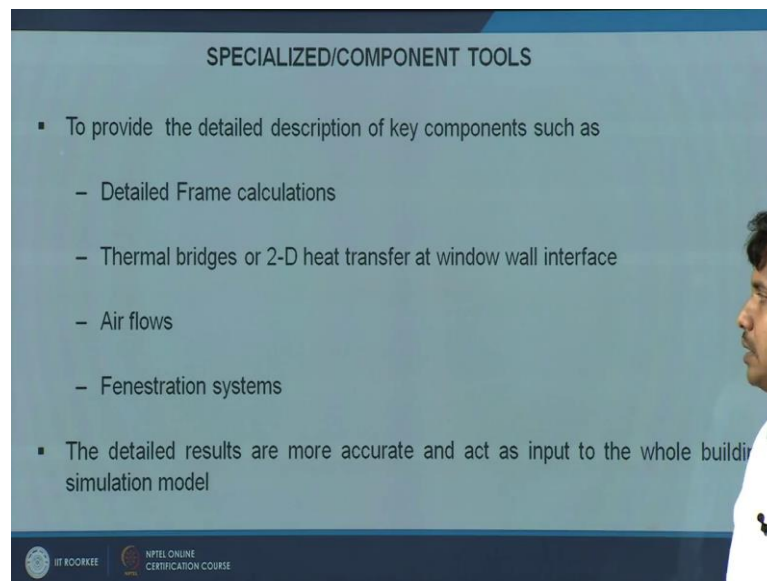 SPECIALIZED/COMPONENT TOOLS
▪ To provide the detailed description of key components such as
– Detailed Frame calculations
– Thermal bridges or 2-D heat transfer at window wall interface
– Air flows
– Fenestration systems
▪ The detailed results are more accurate and act as input to the whole buildin
simulation model
IIT ROORKEE
NPTEL ONLINE
CERTIFICATION COURSE